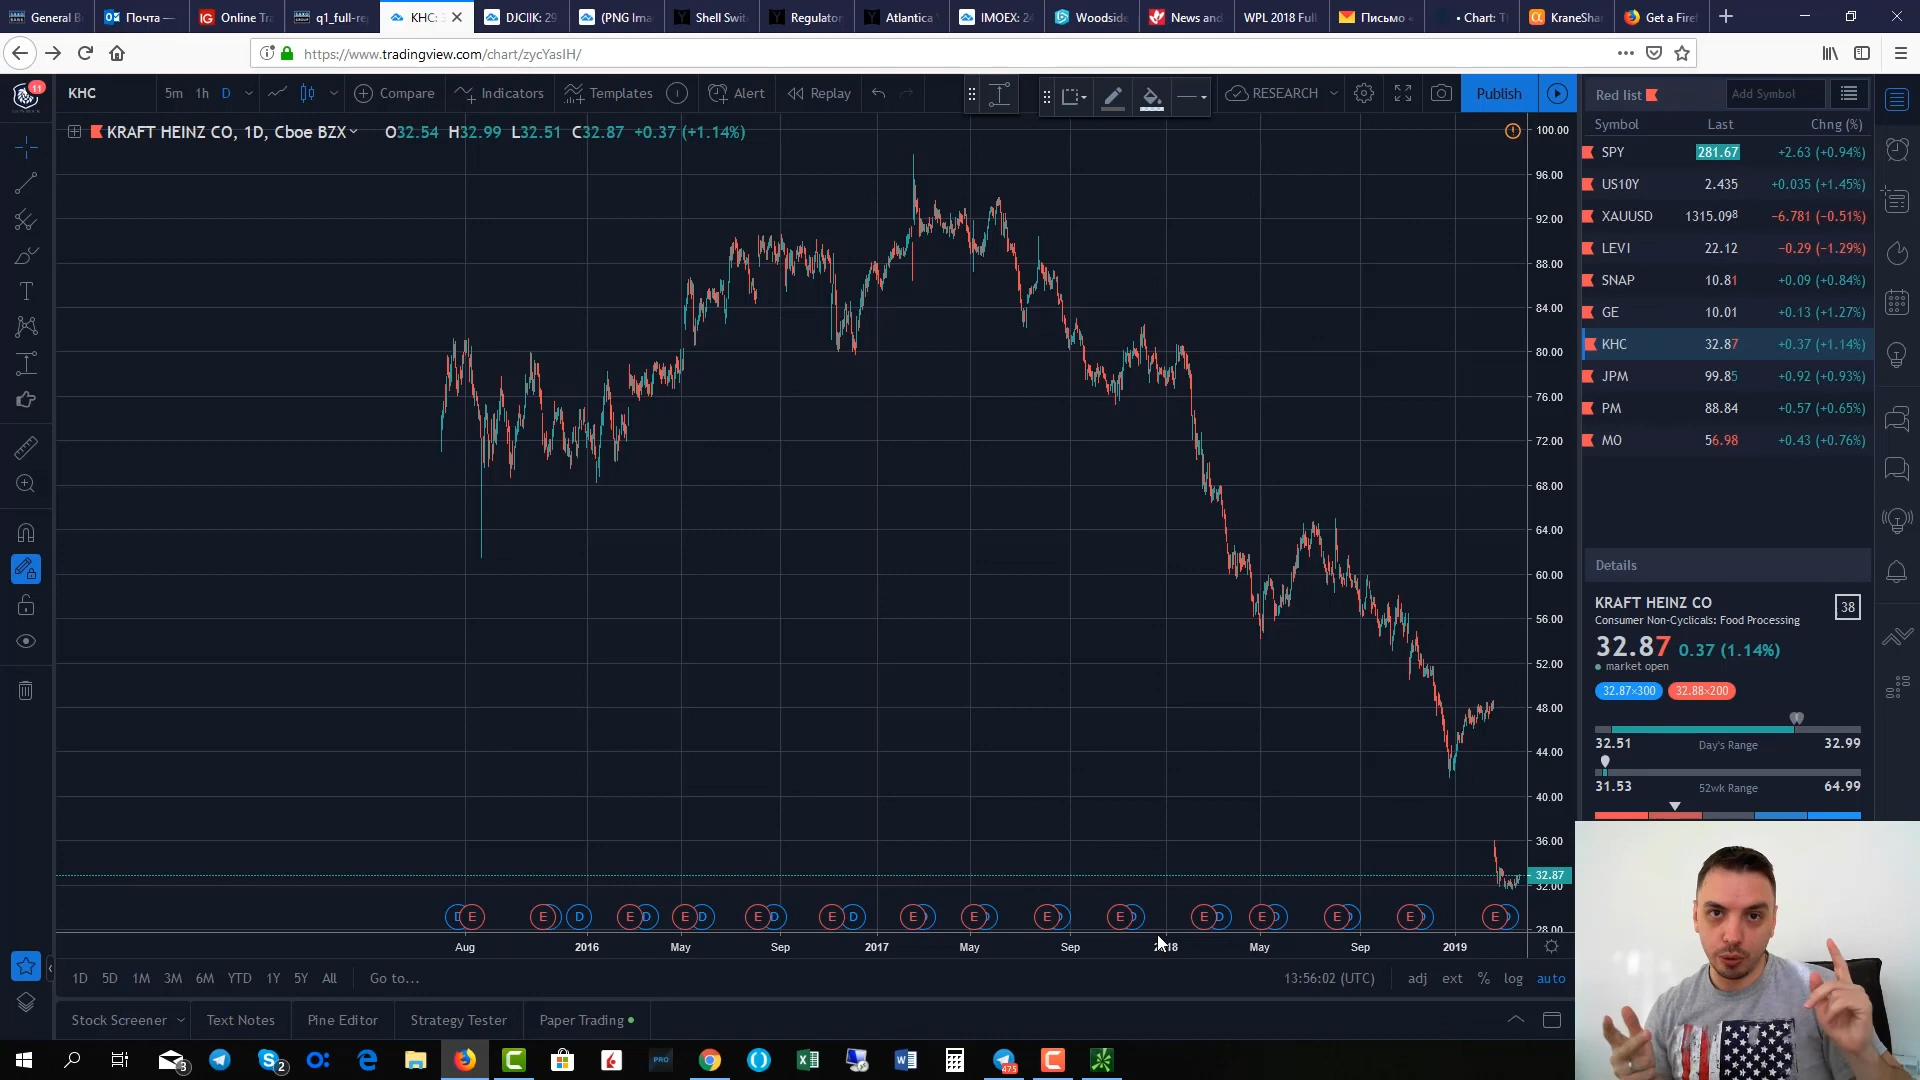 General B
Почта —
Online Tra
q1_full-re
KHC: 3
DJCIIK: 29
(PNG Ima
Shell Swit
Regulator
Atlantica
IMOEX: 24
Woodside
News and
WPL 2018 Full
Письмо «
• Chart: T
KraneShar
Get a Firef
https://www.tradingview.com/chart/zycYasIH/
11
KHC
5m 1h D
Compare
Indicators
Templates
Alert
Replay
RESEARCH
Publish
Red list
Add Symbol
KRAFT HEINZ CO, 1D, Cboe BZX
O32.54 H32.99 L32.51 C32.87 +0.37 (+1.14%)
Symbol Last Chng (%)
SPY 281.67 +2.63 (+0.94%)
US10Y 2.435 +0.035 (+1.45%)
XAUUSD 1315.098 −6.781 (−0.51%)
LEVI 22.12 −0.29 (−1.29%)
SNAP 10.81 +0.09 (+0.84%)
GE 10.01 +0.13 (+1.27%)
KHC 32.87 +0.37 (+1.14%)
JPM 99.85 +0.92 (+0.93%)
PM 88.84 +0.57 (+0.65%)
MO 56.98 +0.43 (+0.76%)
100.00
96.00
92.00
88.00
84.00
80.00
76.00
72.00
68.00
64.00
60.00
56.00
52.00
48.00
44.00
40.00
36.00
32.87
32.00
28.00
Details
KRAFT HEINZ CO
38
Consumer Non-Cyclicals: Food Processing
32.87 0.37 (1.14%)
market open
32.87×300 32.88×200
32.51 Day's Range 32.99
31.53 52wk Range 64.99
D E E D E D E D E D E D E E E E E D E D E E E E
Aug 2016 May Sep 2017 May Sep 2018 May Sep 2019
1D 5D 1M 3M 6M YTD 1Y 5Y All Go to...
13:56:02 (UTC) adj ext % log auto
Stock Screener Text Notes Pine Editor Strategy Tester Paper Trading
3
2
PRO
475